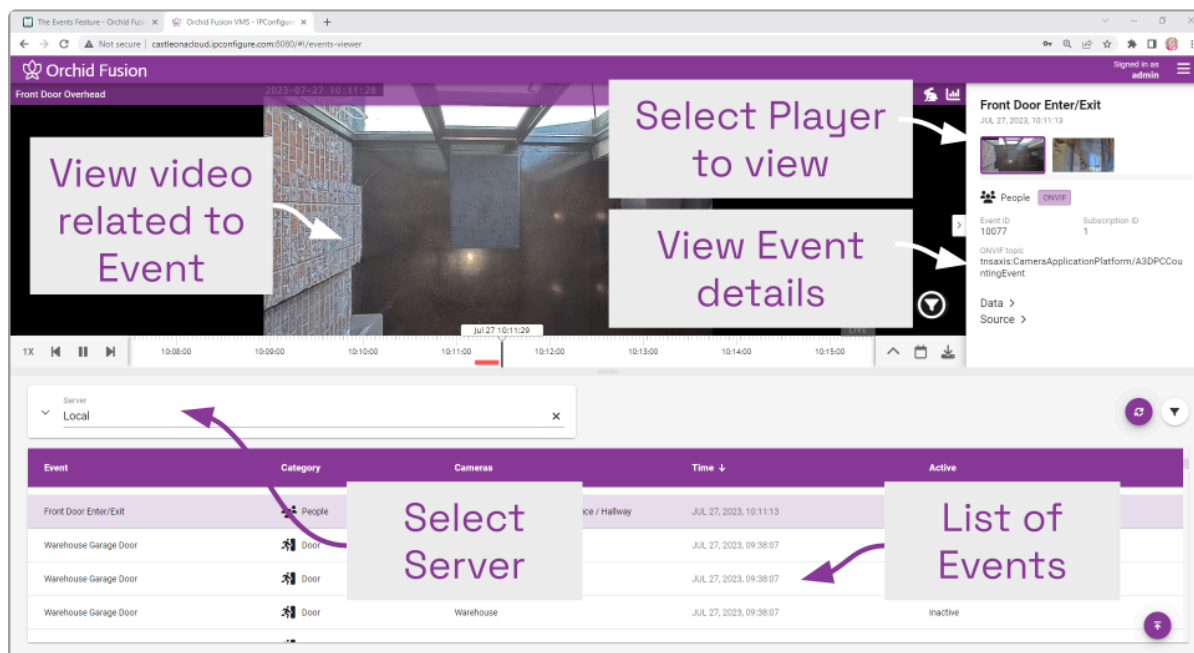 The Events Feature - Orchid Fusi
Orchid Fusion VMS - IPConfigure
Not secure
castleonacloud.ipconfigure.com:8080/#!/events-viewer
Orchid Fusion
Signed in as
admin
Front Door Overhead
2023-07-27 10:11:28
View video
related to
Event
Select Player
to view
View Event
details
LIVE
Front Door Enter/Exit
JUL 27, 2023, 10:11:13
People
ONVIF
Event ID
Subscription ID
10077
1
ONVIF topic
tnsaxis:CameraApplicationPlatform/A3DPCCou
ntingEvent
Data
Source
Jul 27 10:11:29
1X
10:08:00
10:09:00
10:10:00
10:11:00
10:12:00
10:13:00
10:14:00
10:15:00
Server
Local
Event
Category
Cameras
Time
Active
Front Door Enter/Exit
People
nce / Hallway
JUL 27, 2023, 10:11:13
Warehouse Garage Door
Door
JUL 27, 2023, 09:38:07
Warehouse Garage Door
Door
JUL 27, 2023, 09:38:07
Warehouse Garage Door
Door
Warehouse
JUL 27, 2023, 09:38:07
Inactive
Select
Server
List of
Events